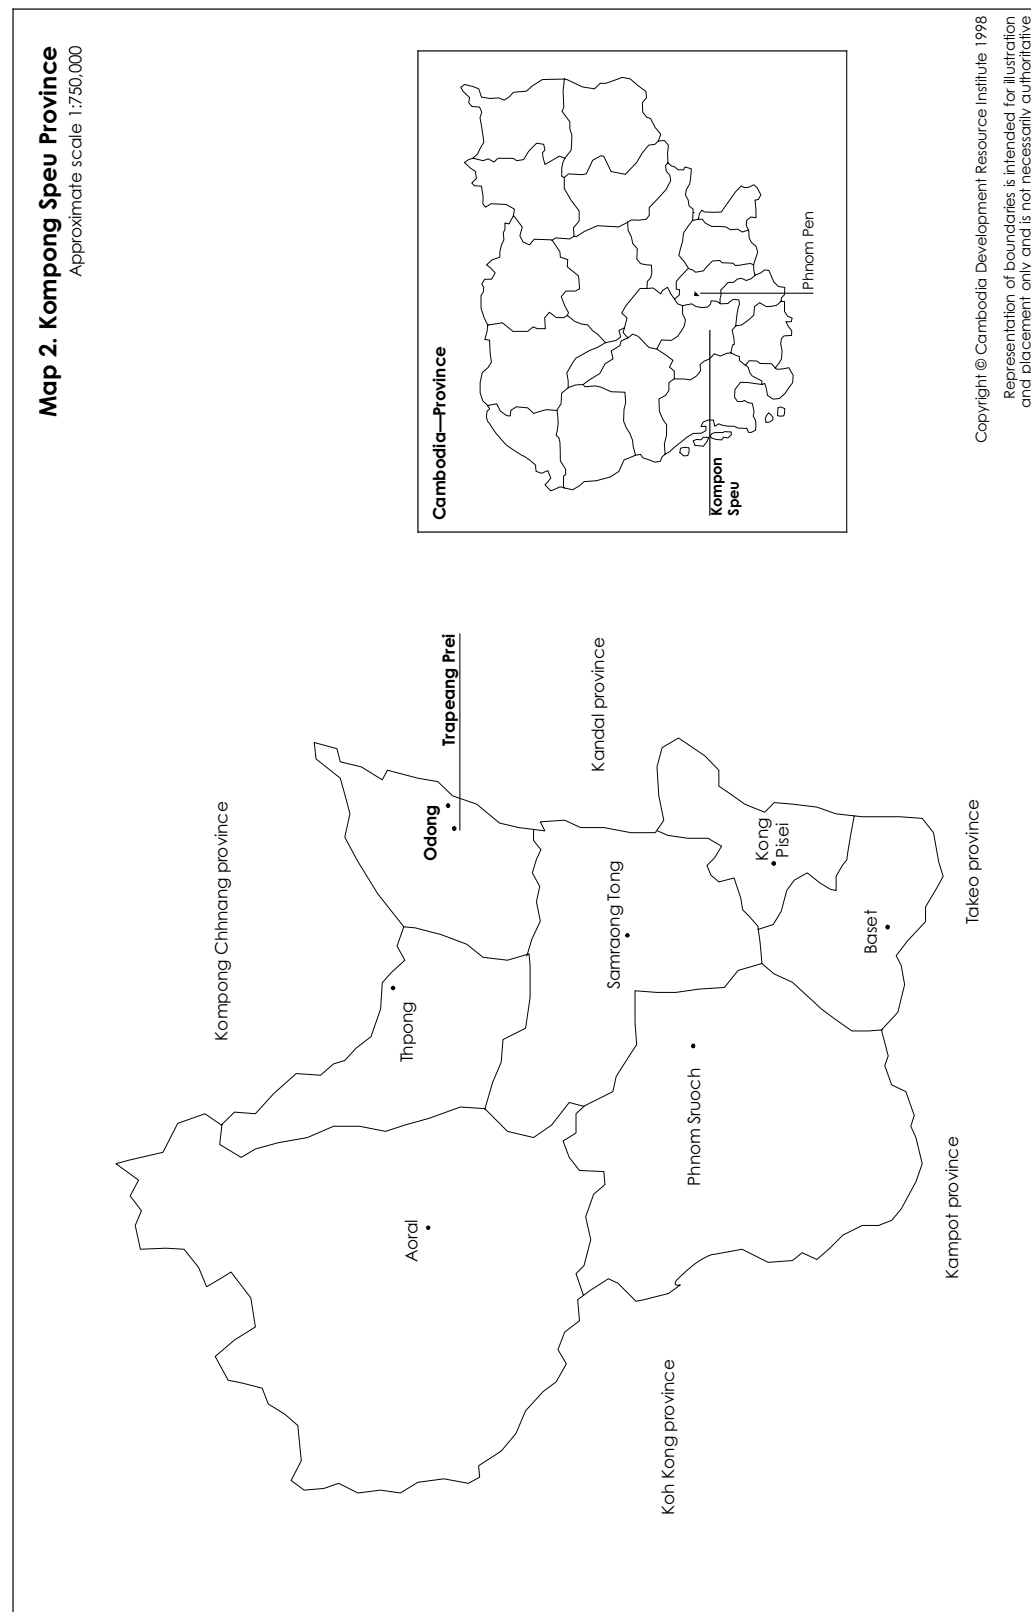 Map 2. Kompong Speu Province
Approximate scale 1:750,000
Cambodia—Province
Kompon
Speu
Phnom Pen
Kompong Chhnang province
Trapeang Prei
Odong
Kandal province
Thpong
Samraong Tong
Kong
Pisei
Aoral
Phnom Sruoch
Baset
Takeo province
Koh Kong province
Kampot province
Copyright © Cambodia Development Resource Institute 1998
Representation of boundaries is intended for illustration
and placement only and is not necessarily authoritative